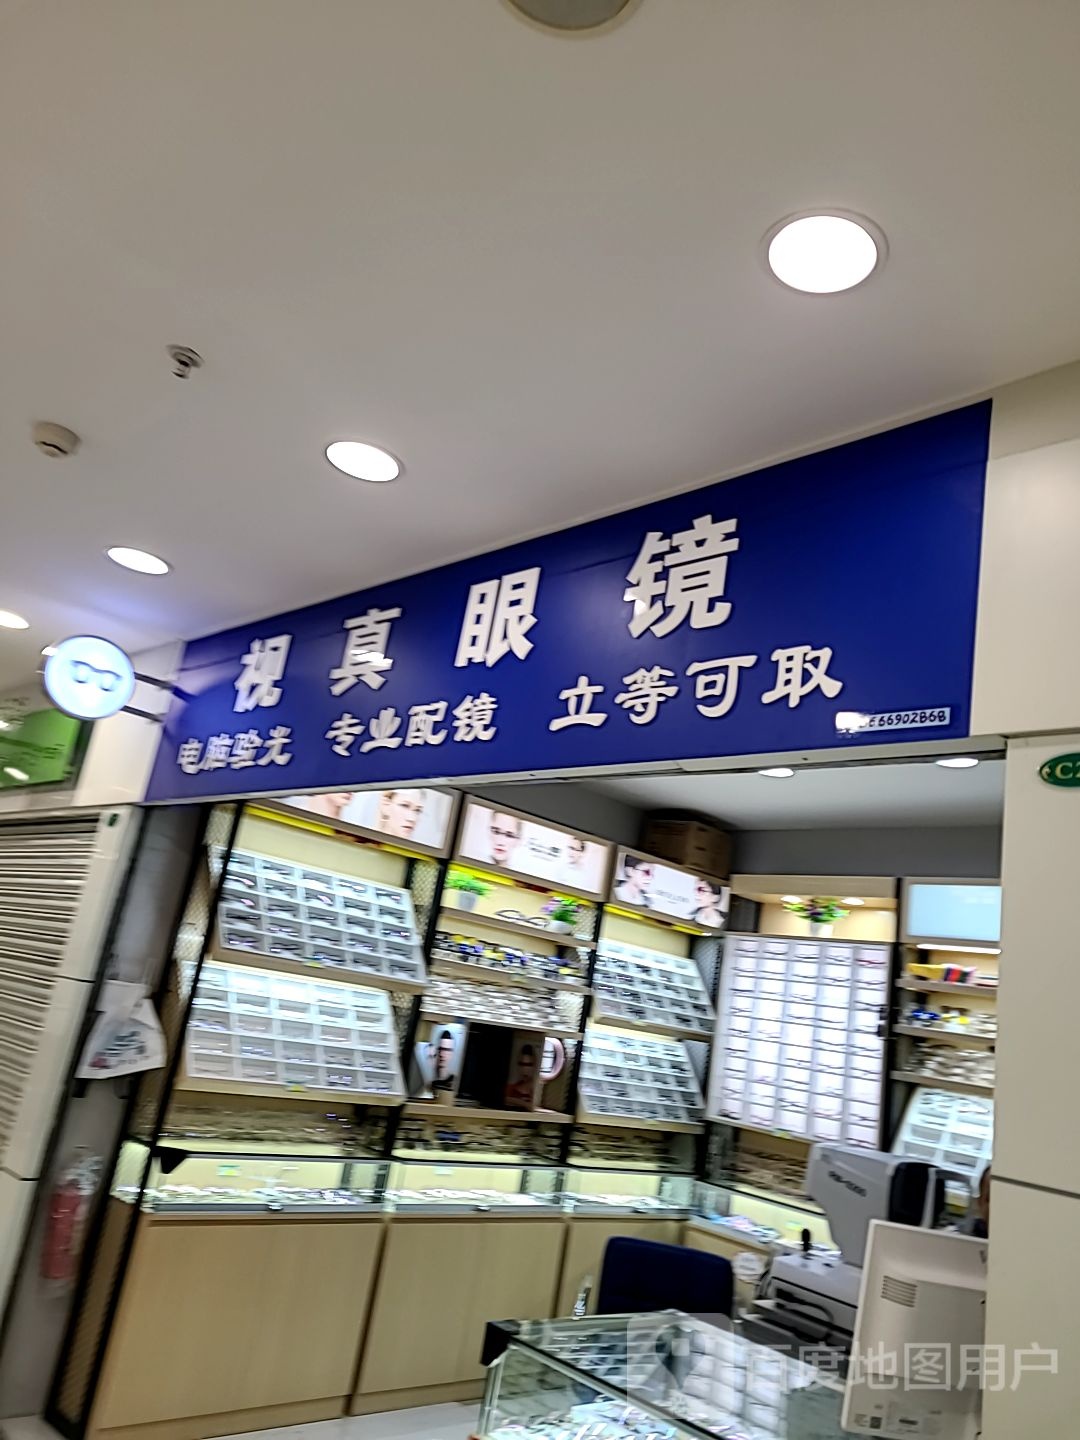 视真眼镜
电脑验光 专业配镜 立等可取
百度地图用户